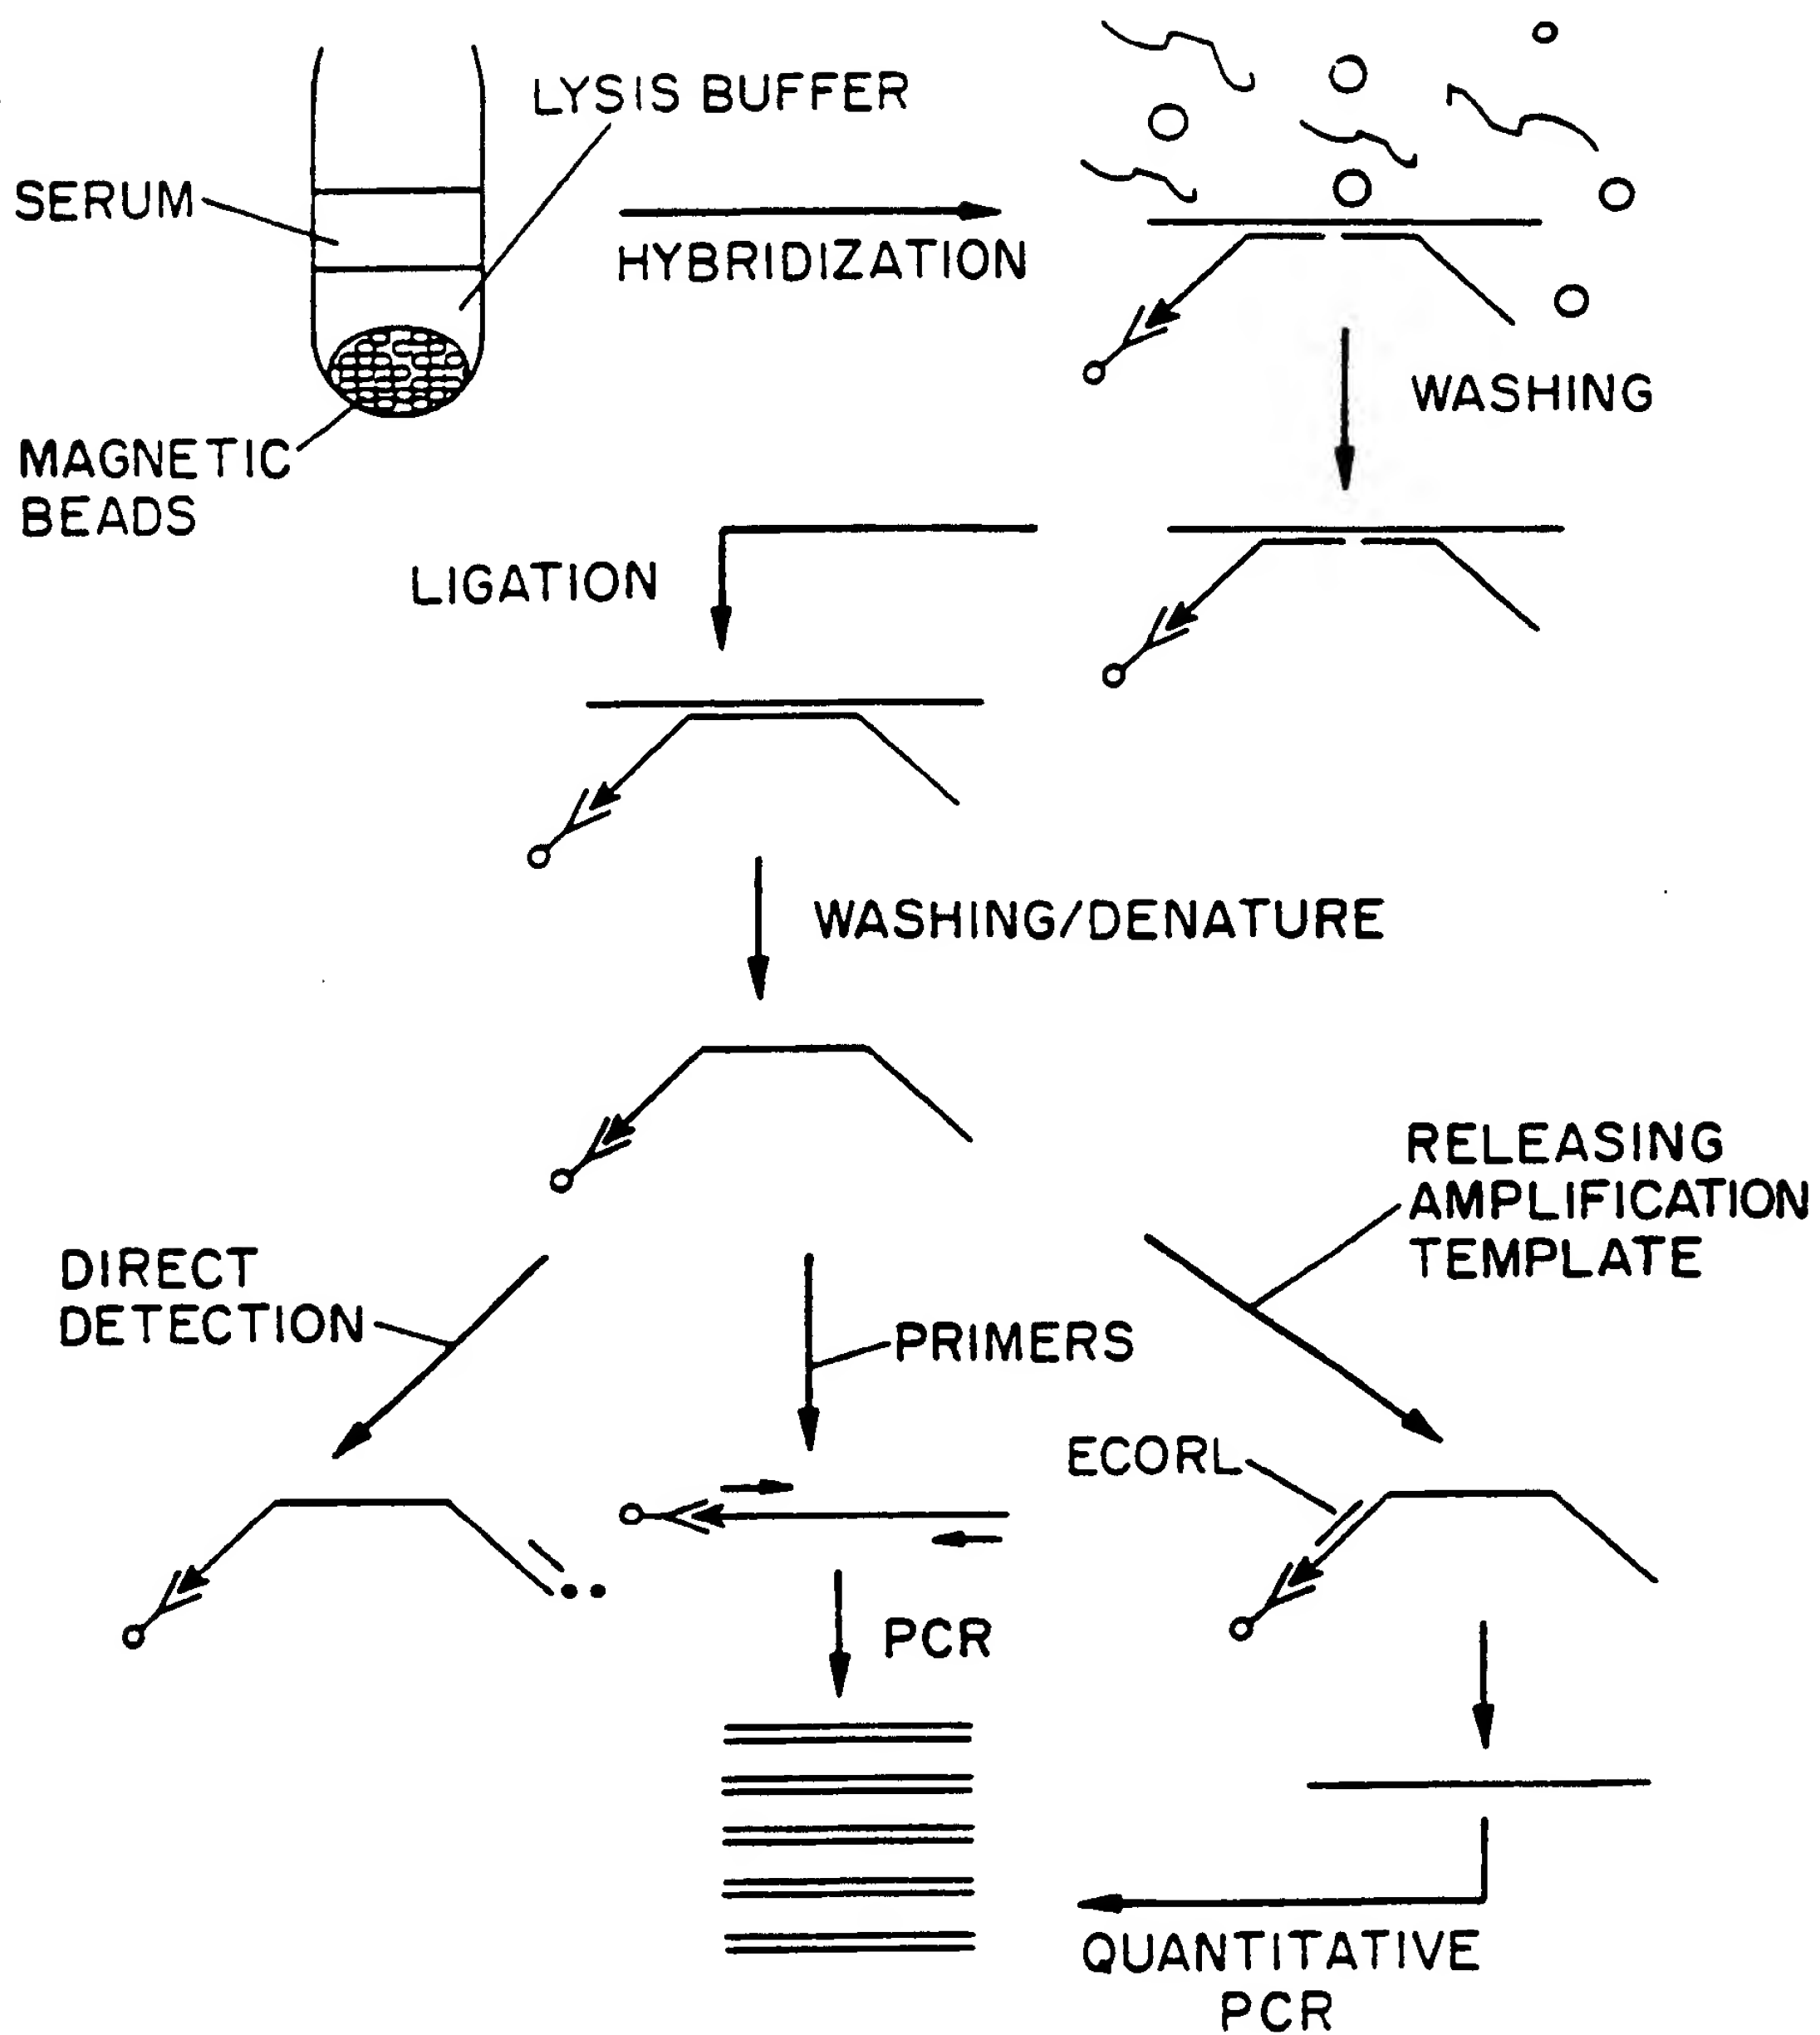 LYSIS BUFFER
SERUM
HYBRIDIZATION
MAGNETIC
BEADS
WASHING
LIGATION
WASHING/DENATURE
RELEASING
AMPLIFICATION
TEMPLATE
DIRECT
DETECTION
PRIMERS
ECORL
PCR
QUANTITATIVE
PCR